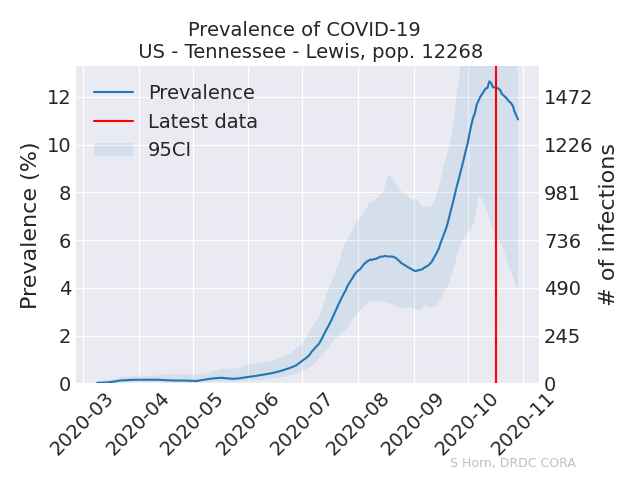 Prevalence of COVID-19
US - Tennessee - Lewis, pop. 12268
Prevalence
Latest data
95CI
Prevalence (%)
12
10
8
6
4
2
0
1472
1226
981
736
490
245
0
# of infections
2020-03
2020-04
2020-05
2020-06
2020-07
2020-08
2020-09
2020-10
2020-11
S Horn, DRDC CORA